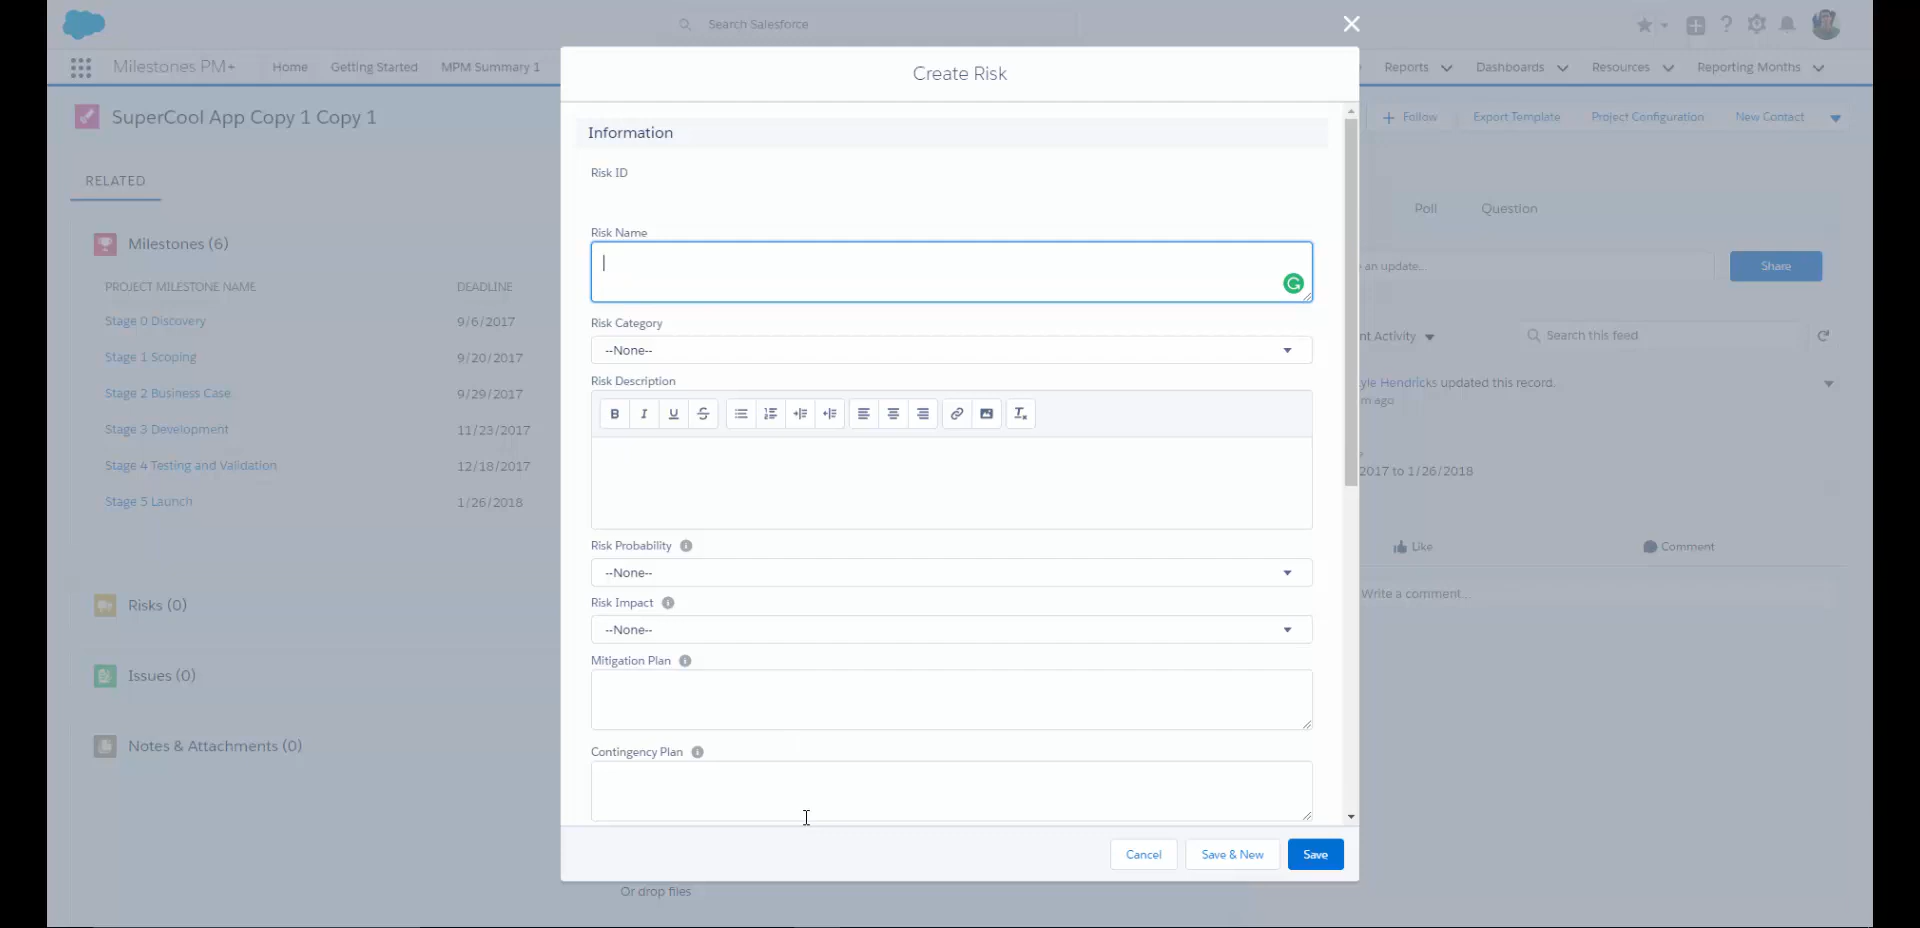 Search Salesforce
Milestones PM+
Home
Getting Started
MPM Summary 1
Reports
Dashboards
Resources
Reporting Months
SuperCool App Copy 1 Copy 1
Follow
Export Template
Project Configuration
New Contact
RELATED
Milestones (6)
PROJECT MILESTONE NAME DEADLINE
Stage 0 Discovery 9/6/2017
Stage 1 Scoping 9/20/2017
Stage 2 Business Case 9/29/2017
Stage 3 Development 11/23/2017
Stage 4 Testing and Validation 12/18/2017
Stage 5 Launch 1/26/2018
Risks (0)
Issues (0)
Notes & Attachments (0)
Create Risk
Information
Risk ID
Risk Name
Risk Category
--None--
Risk Description
B I U S
Risk Probability
--None--
Risk Impact
--None--
Mitigation Plan
Contingency Plan
Cancel
Save & New
Save
Or drop files
Poll
Question
an update...
Share
Activity
Search this feed
Hendricks updated this record.
m ago
2017 to 1/26/2018
Like
Comment
Write a comment...